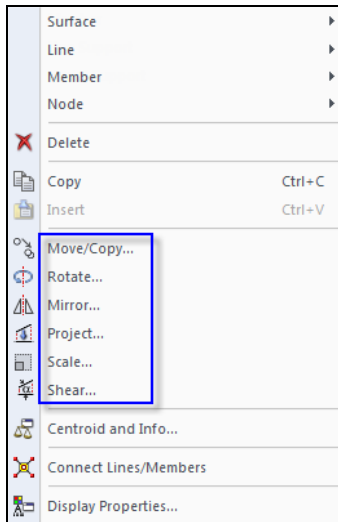 Surface
Line
Member
Node
Delete
Copy Ctrl+C
Insert Ctrl+V
Move/Copy...
Rotate...
Mirror...
Project...
Scale...
Shear...
Centroid and Info...
Connect Lines/Members
Display Properties...